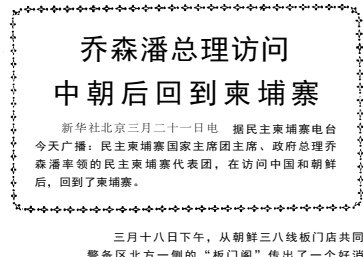 乔森潘总理访问
中朝后回到柬埔寨
新华社北京三月二十一日电 据民主柬埔寨电台
今天广播：民主柬埔寨国家主席团主席、政府总理乔
森潘率领的民主柬埔寨代表团，在访问中国和朝鲜
后，回到了柬埔寨。
三月十八日下午，从朝鲜三八线板门店共同
警备区北方一侧的“板门阁”传出了一个好消